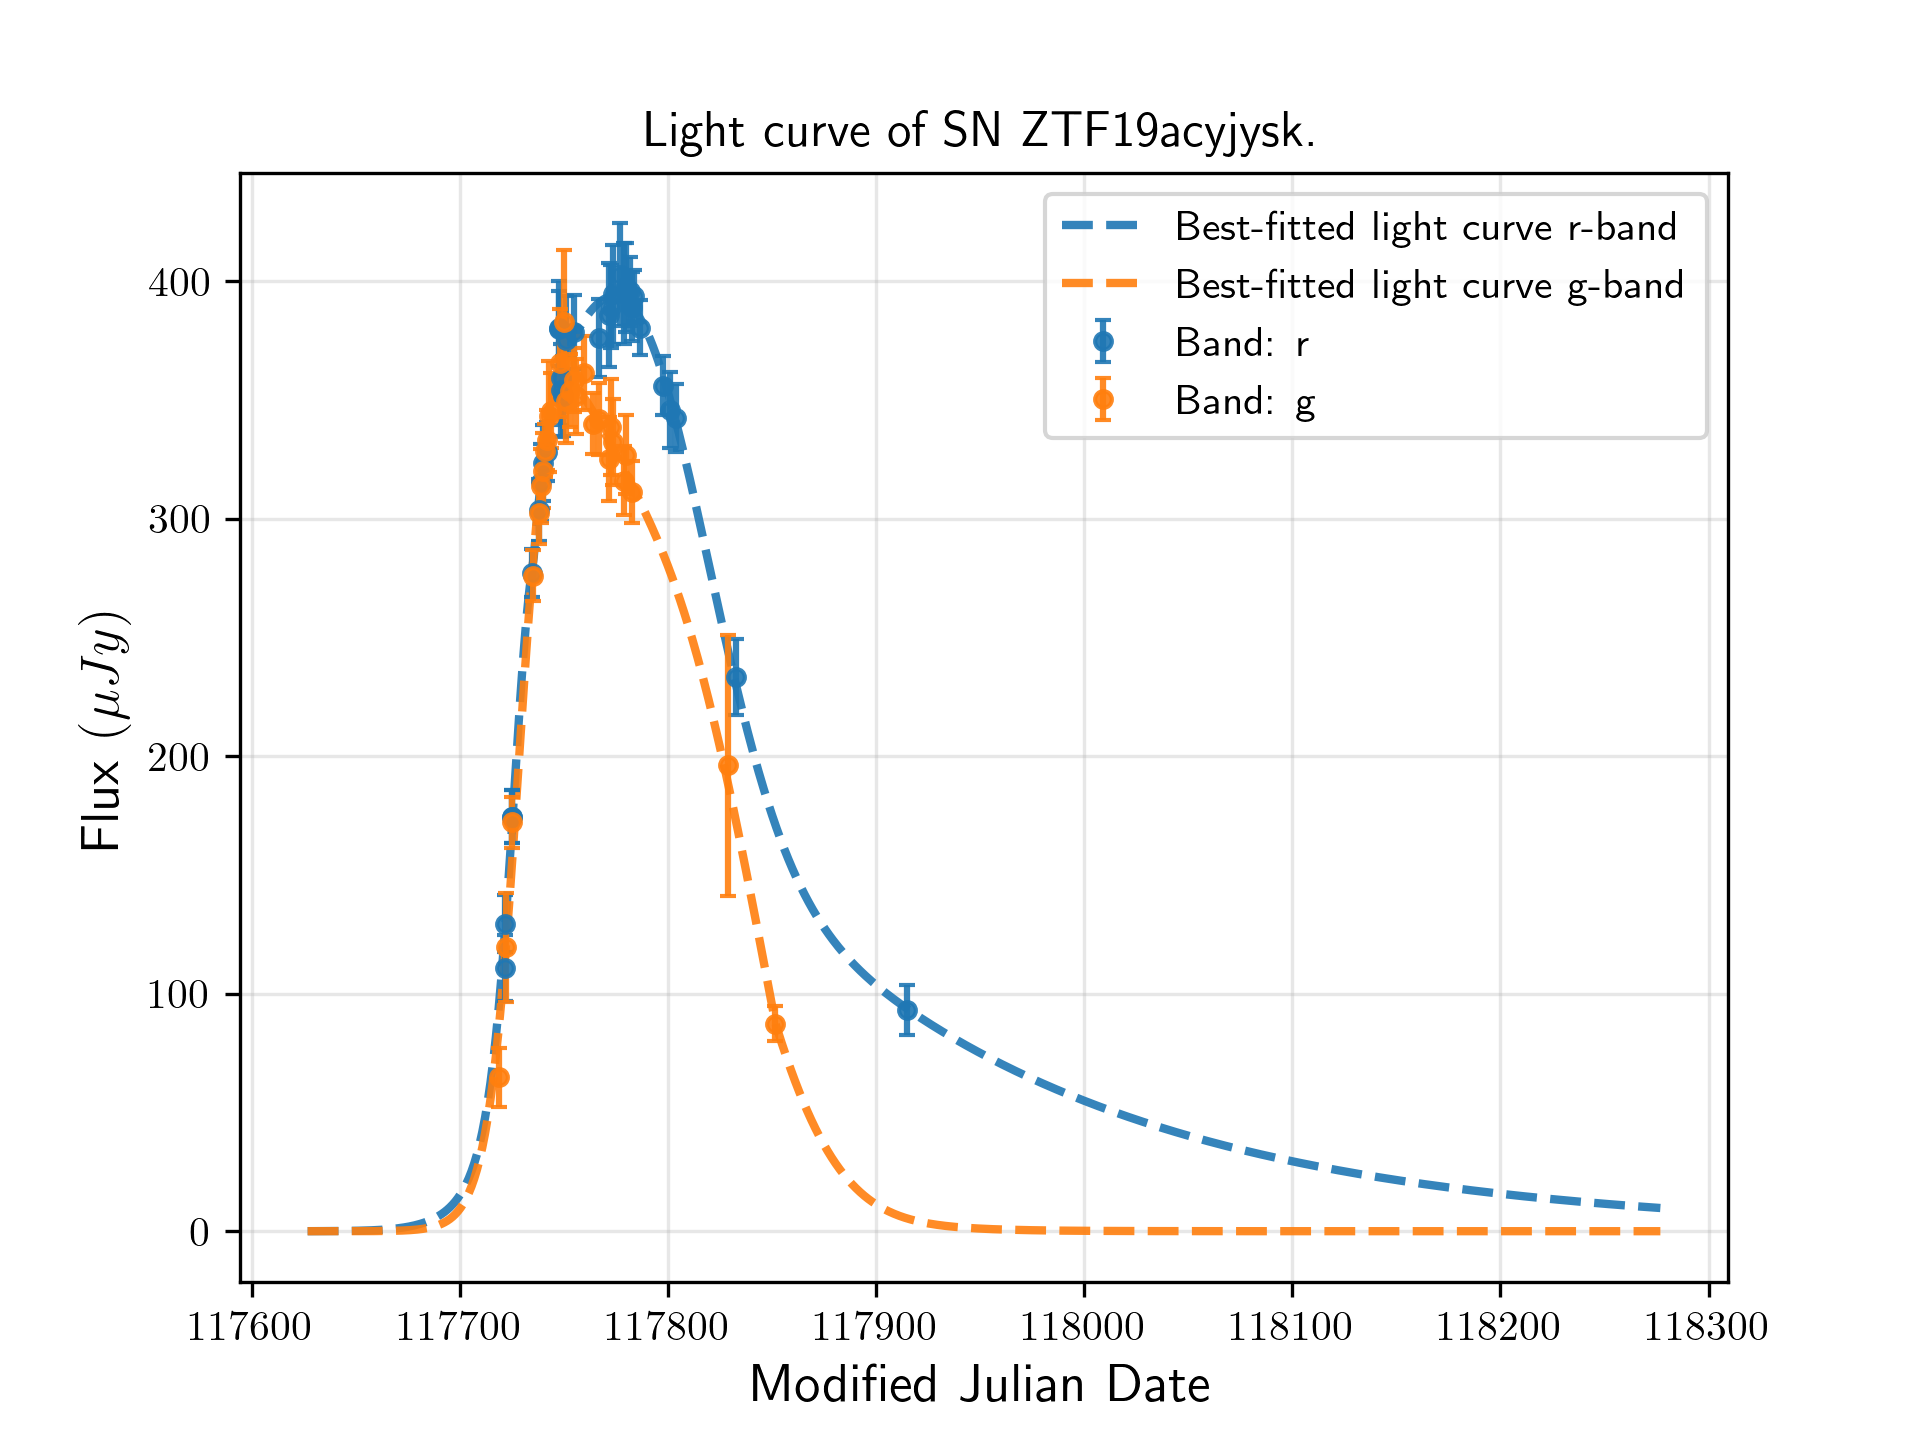 Light curve of SN ZTF19acyjysk.
Best-fitted light curve r-band
Best-fitted light curve g-band
Band: r
Band: g
400
300
200
100
0
Flux (μJy)
117600 117700 117800 117900 118000 118100 118200 118300
Modified Julian Date